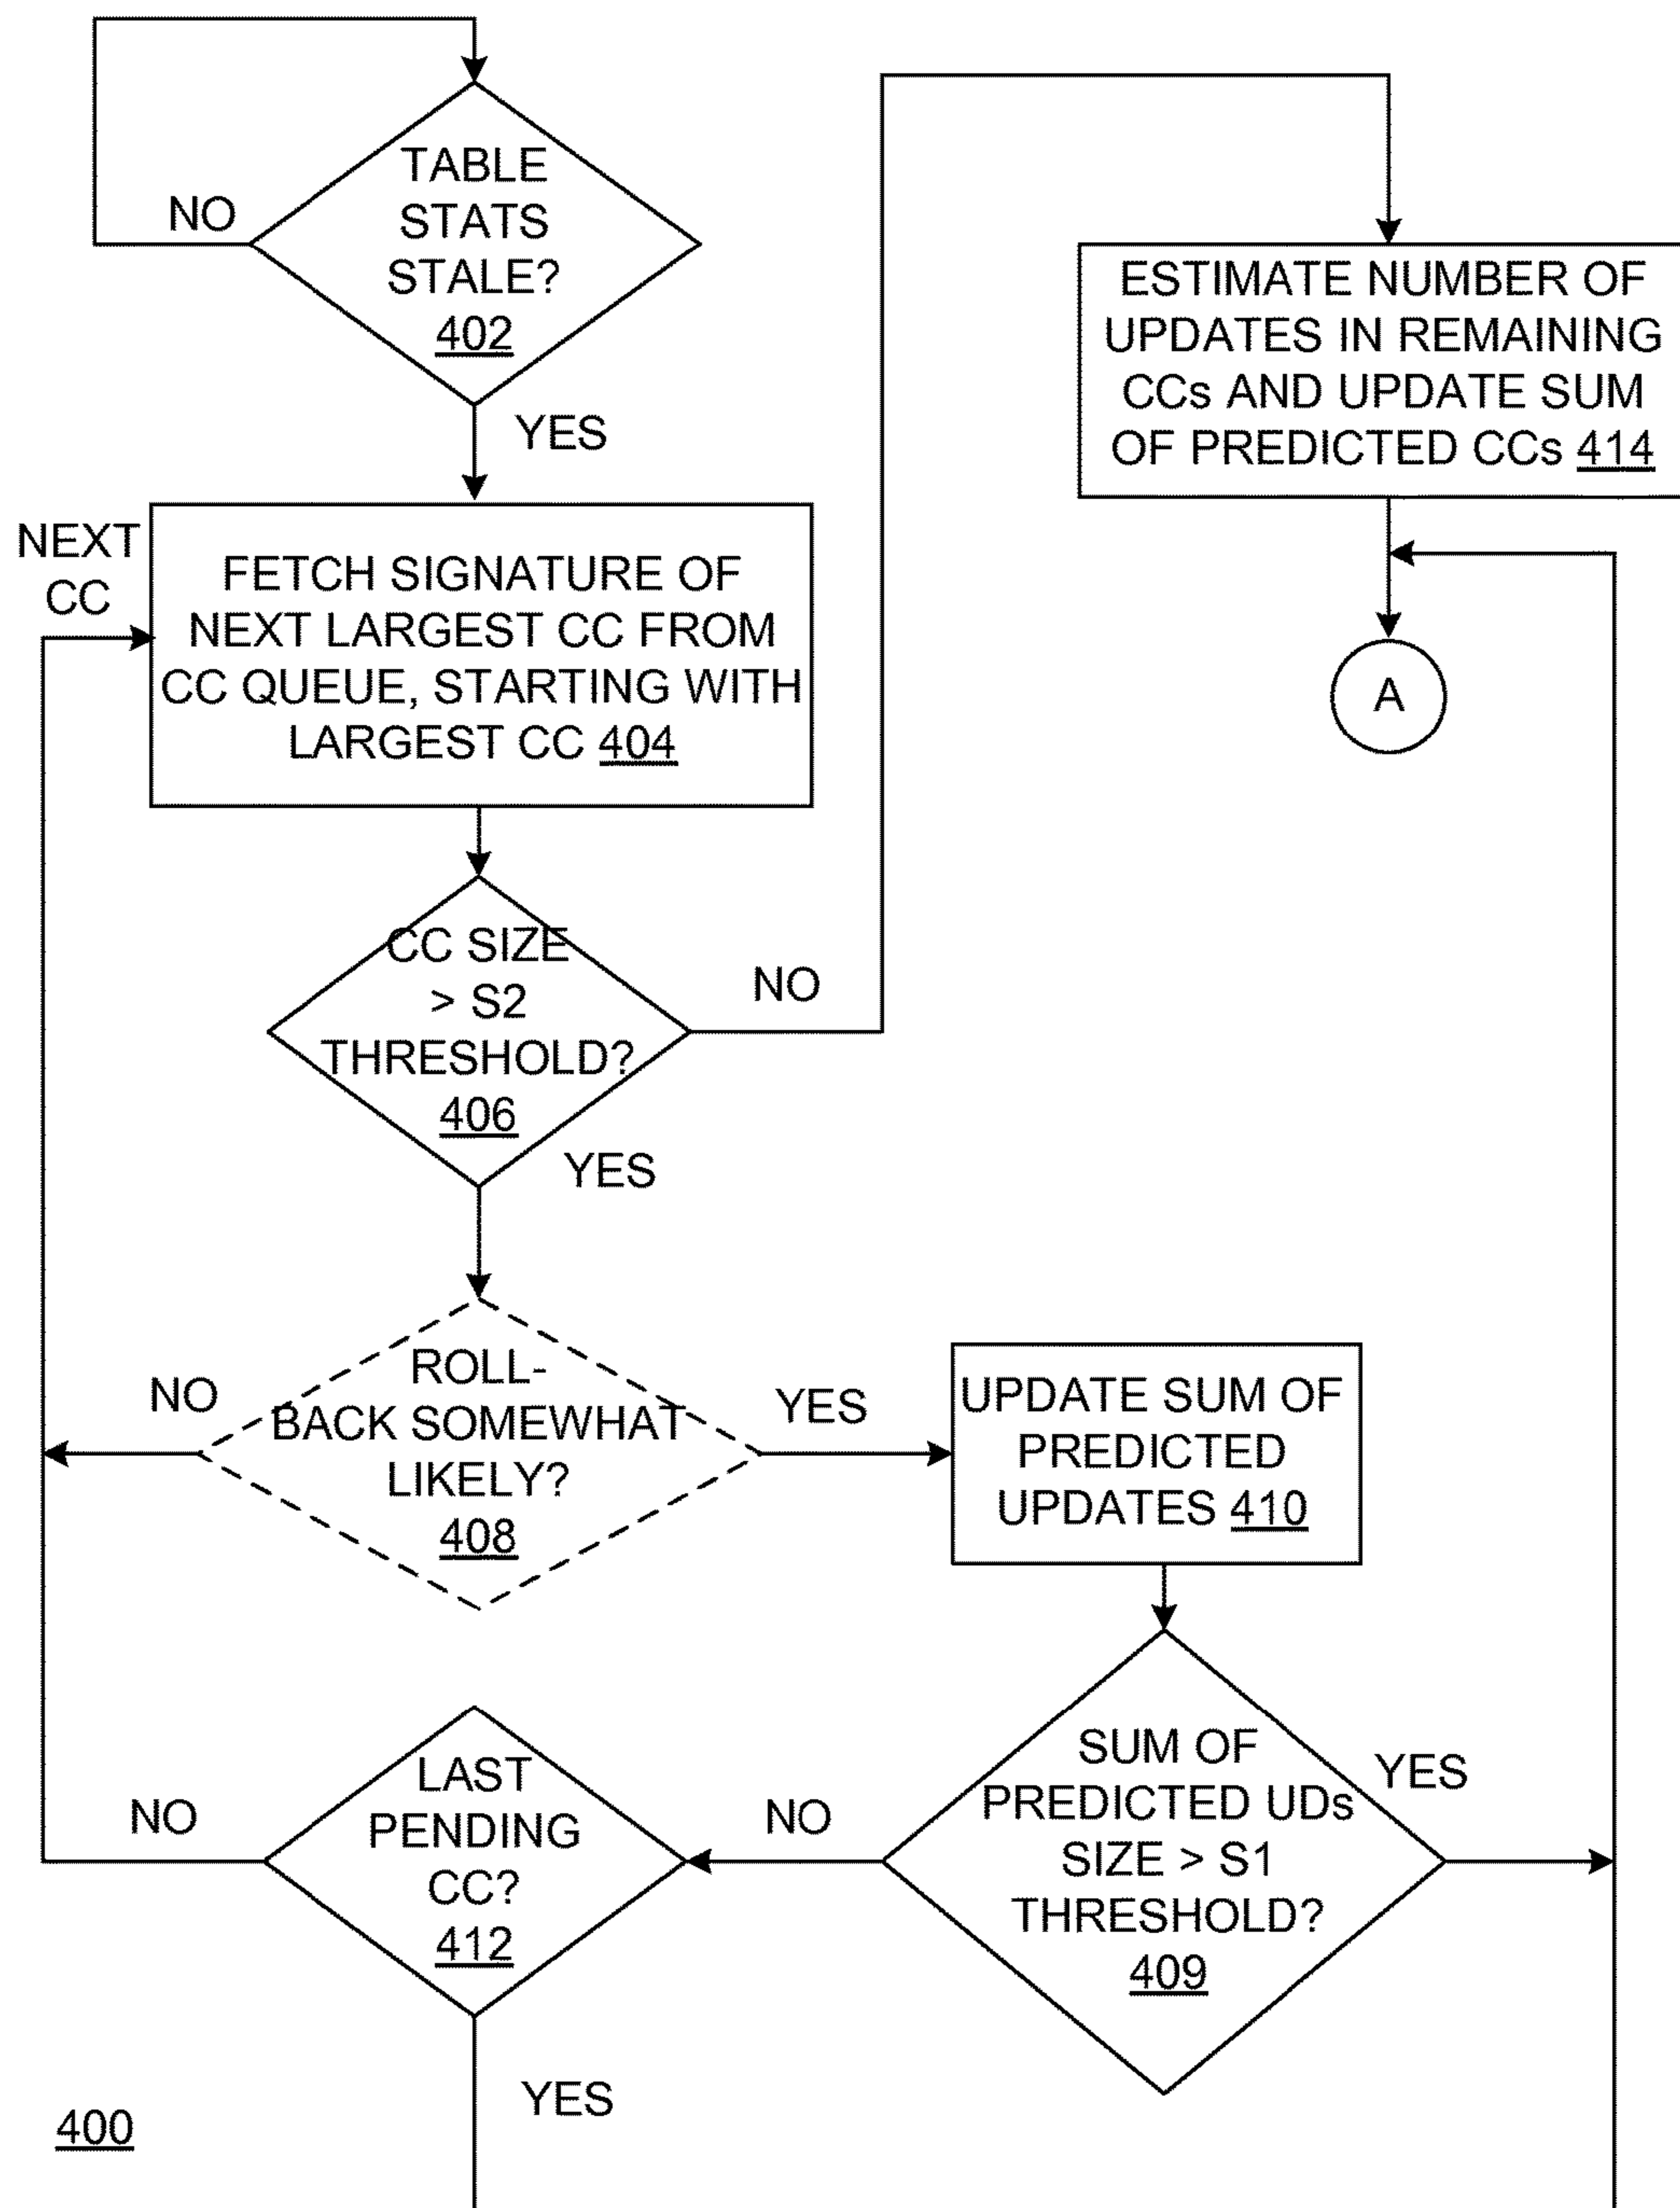 TABLE
STATS
STALE?
402
NO
YES
NEXT
CC
FETCH SIGNATURE OF
NEXT LARGEST CC FROM
CC QUEUE, STARTING WITH
LARGEST CC 404
CC SIZE
> S2
THRESHOLD?
406
NO
YES
ESTIMATE NUMBER OF
UPDATES IN REMAINING
CCs AND UPDATE SUM
OF PREDICTED CCs 414
A
ROLL-
BACK SOMEWHAT
LIKELY?
408
NO
YES
UPDATE SUM OF
PREDICTED
UPDATES 410
SUM OF
PREDICTED UDs
SIZE > S1
THRESHOLD?
409
YES
NO
LAST
PENDING
CC?
412
NO
YES
400